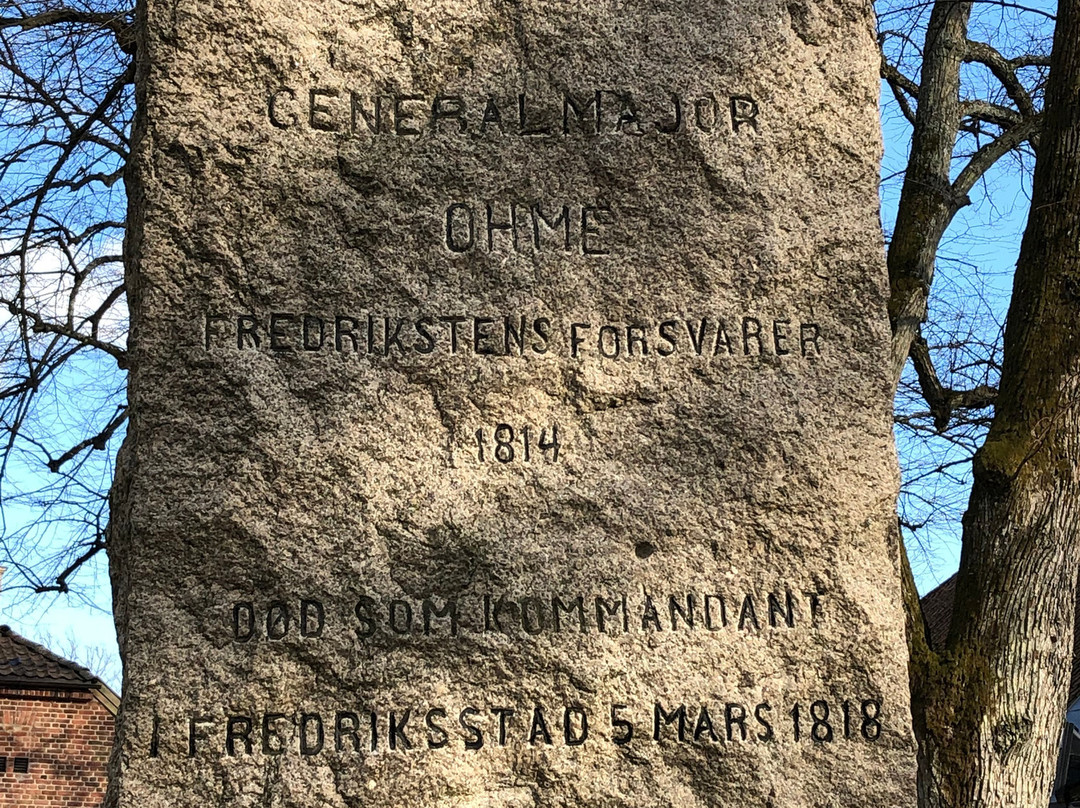 GENERALMAJOR
OHME
FREDRIKSTENS FORSVARER
1814
DØD SOM KOMMANDANT
I FREDRIKSSTAD 5 MARS 1818